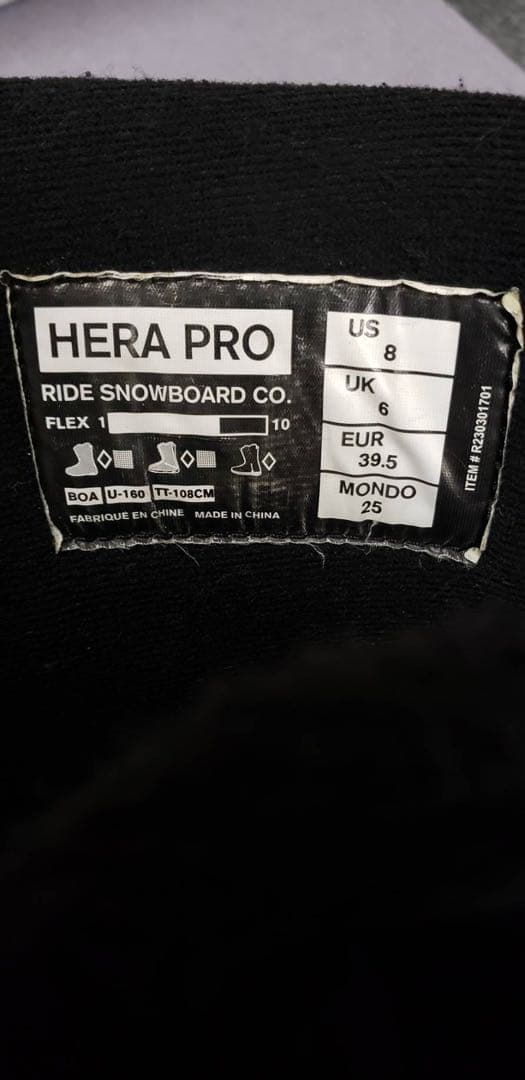 HERA PRO
RIDE SNOWBOARD CO.
FLEX 1 10
BOA U-160 TT-108CM
FABRIQUE EN CHINE MADE IN CHINA
US
8
UK
6
EUR
39.5
MONDO
25
ITEM # R230301701